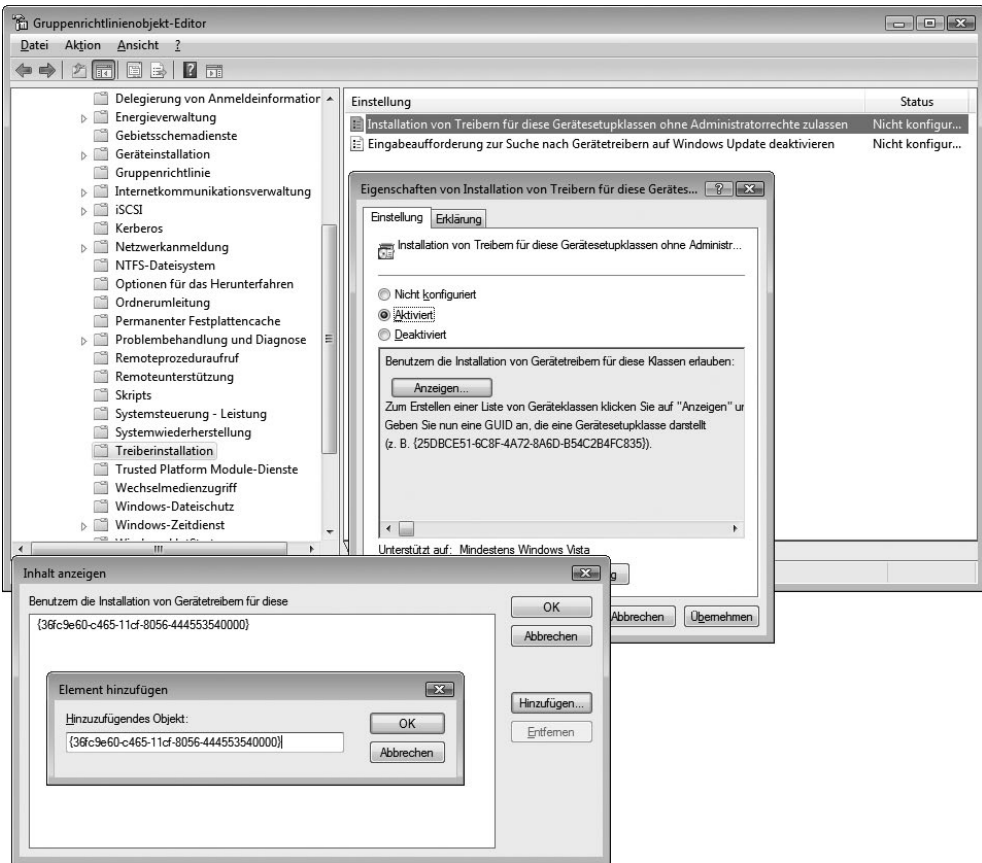 Gruppenrichtlinienobjekt-Editor
Datei Aktion Ansicht ?
Delegierung von Anmeldeinformatior
Energieverwaltung
Gebietsschemadienste
Geräteinstallation
Gruppenrichtlinie
Internetkommunikationsverwaltung
iSCSI
Kerberos
Netzwerkanmeldung
NTFS-Dateisystem
Optionen für das Herunterfahren
Ordnerumleitung
Permanenter Festplattencache
Problembehandlung und Diagnose
Remoteprozeduraufruf
Remoteunterstützung
Skripts
Systemsteuerung - Leistung
Systemwiederherstellung
Treiberinstallation
Trusted Platform Module-Dienste
Wechselmedienzugriff
Windows-Dateischutz
Windows-Zeitdienst
Einstellung Status
Installation von Treibern für diese Gerätesetupklassen ohne Administratorrechte zulassen Nicht konfigur...
Eingabeaufforderung zur Suche nach Gerätetreibern auf Windows Update deaktivieren Nicht konfigur...
Eigenschaften von Installation von Treibern für diese Gerätes...
Einstellung Erklärung
Installation von Treibern für diese Gerätesetupklassen ohne Administr...
Nicht konfiguriert
Aktiviert
Deaktiviert
Benutzern die Installation von Gerätetreibern für diese Klassen erlauben:
Anzeigen...
Zum Erstellen einer Liste von Geräteklassen klicken Sie auf "Anzeigen" ur
Geben Sie nun eine GUID an, die eine Gerätesetupklasse darstellt
(z. B. {25DBCE51-6C8F-4A72-8A6D-B54C2B4FC835}).
Unterstützt auf: Mindestens Windows Vista
g
Abbrechen Übernehmen
Inhalt anzeigen
Benutzern die Installation von Gerätetreibern für diese
{36fc9e60-c465-11cf-8056-444553540000}
OK
Abbrechen
Hinzufügen...
Entfernen
Element hinzufügen
Hinzuzufügendes Objekt:
{36fc9e60-c465-11cf-8056-444553540000}
OK
Abbrechen